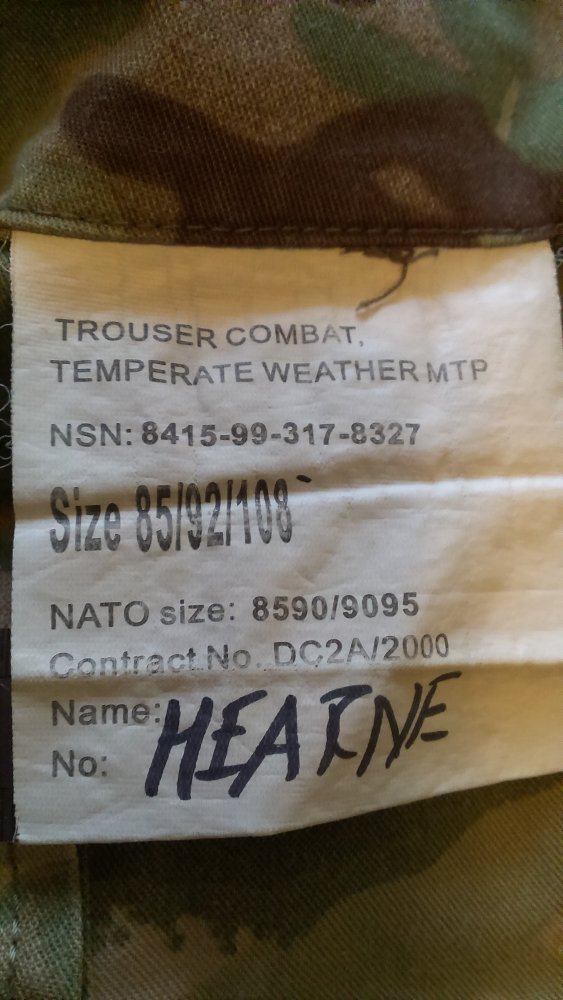 TROUSER COMBAT,
TEMPERATE WEATHER MTP
NSN: 8415-99-317-8327
Size 85/92/108
NATO size: 8590/9095
Contract No. DC2A/2000
Name: HEARNE
No: